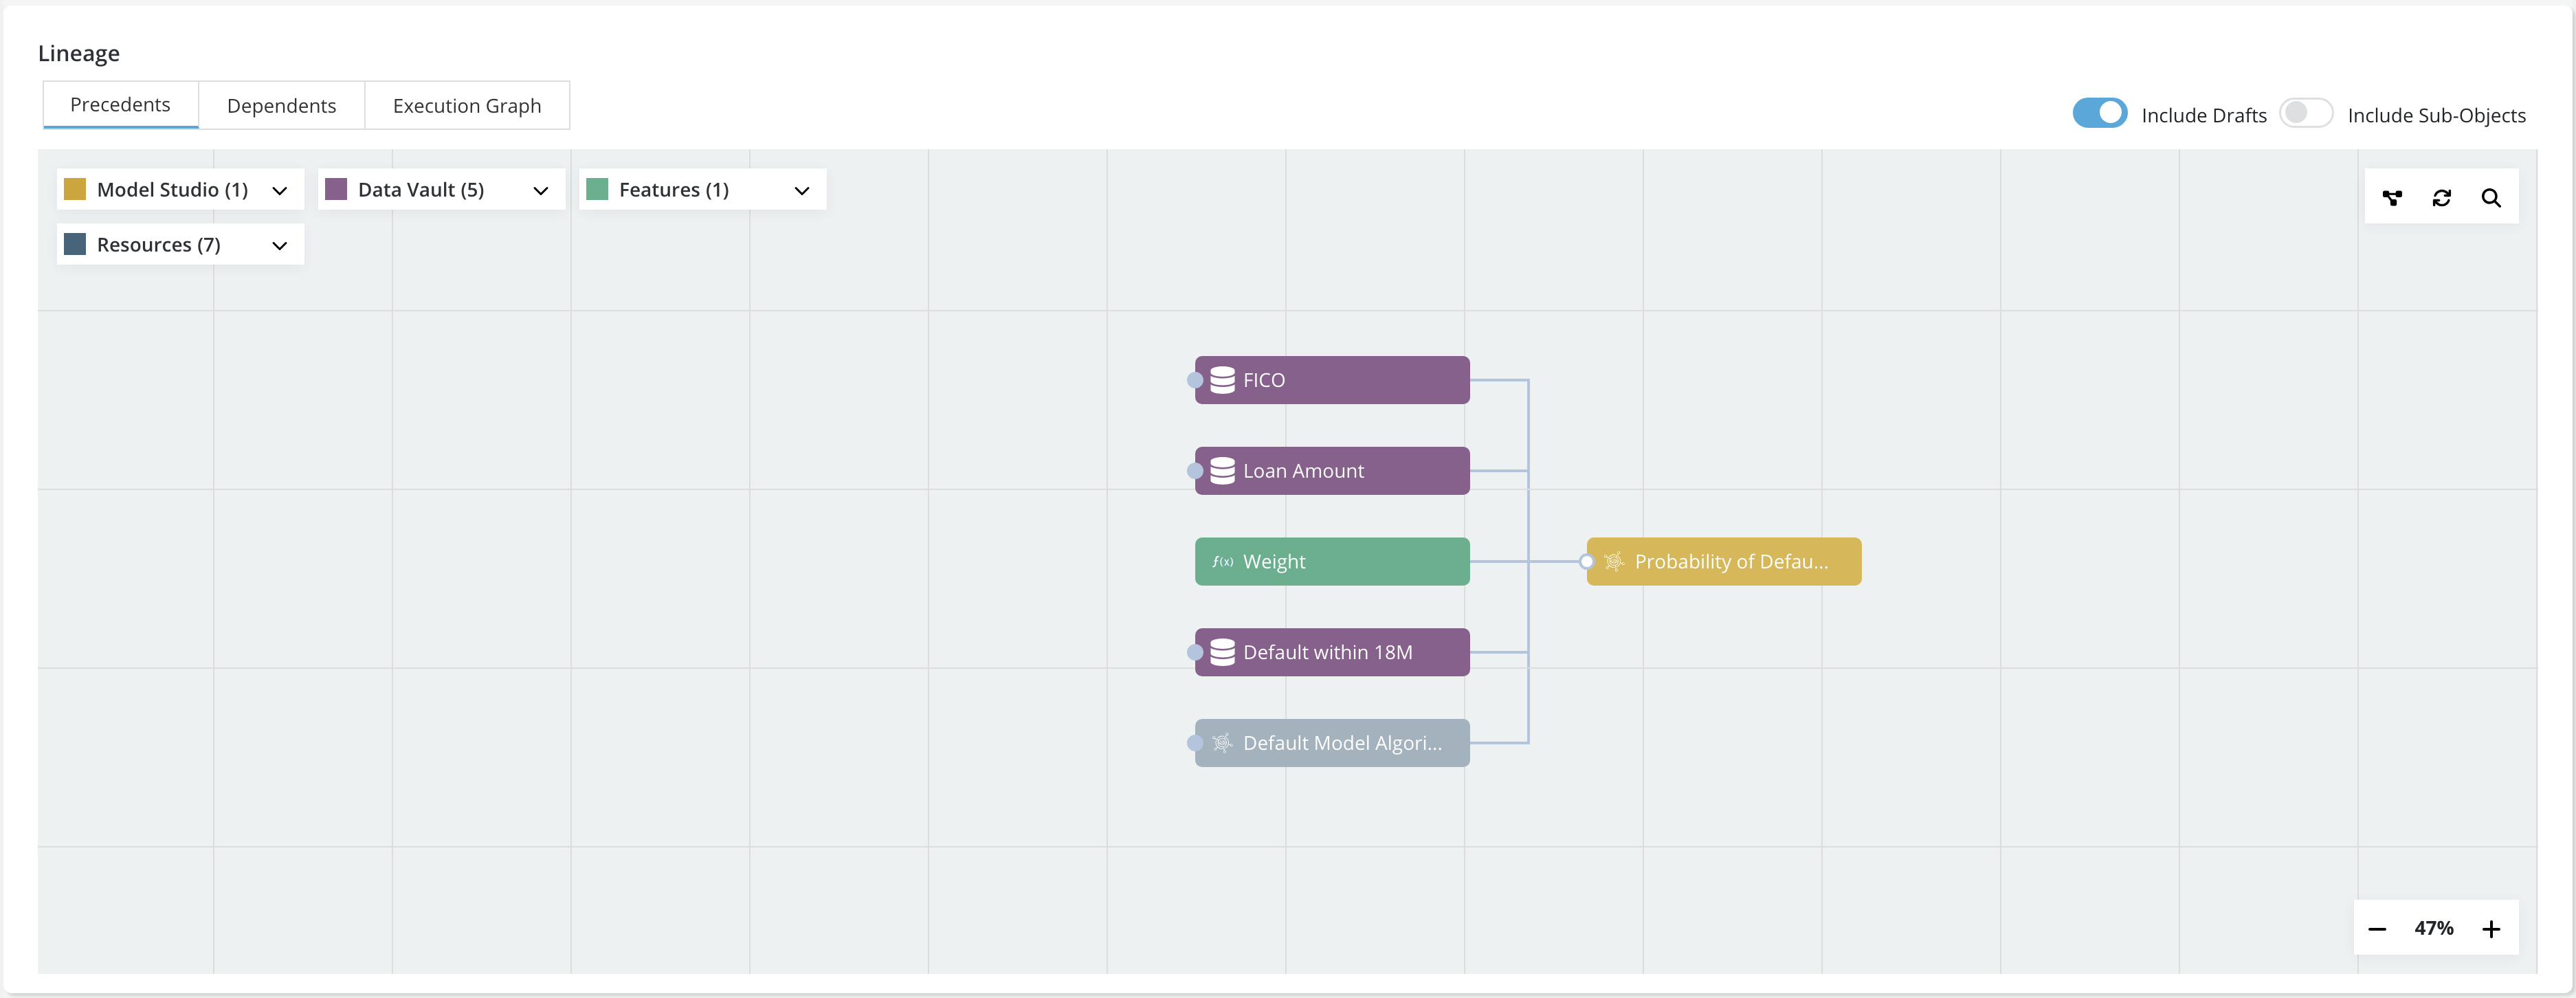 Lineage
Precedents
Dependents
Execution Graph
Include Drafts
Include Sub-Objects
Model Studio (1)
Data Vault (5)
Features (1)
Resources (7)
FICO
Loan Amount
f(x) Weight
Probability of Defau...
Default within 18M
Default Model Algori...
47%